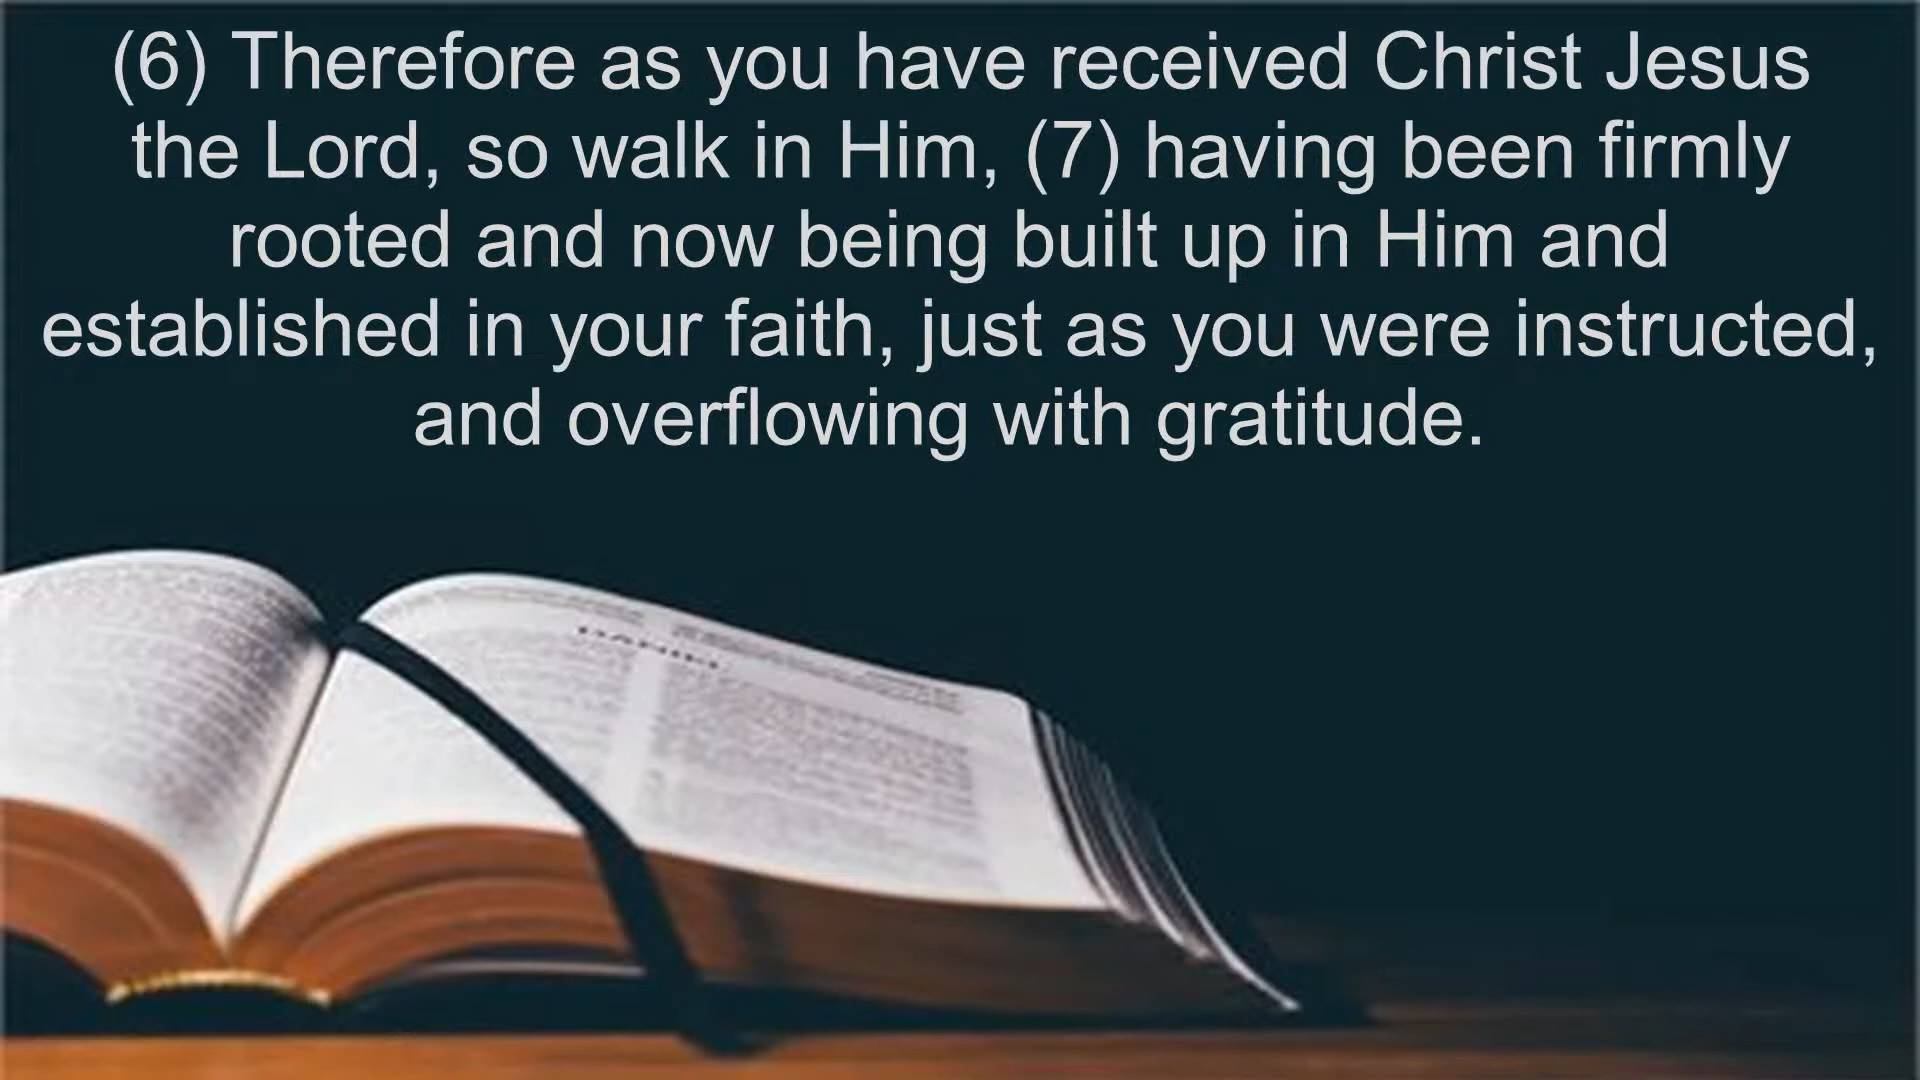 (6) Therefore as you have received Christ Jesus
the Lord, so walk in Him, (7) having been firmly
rooted and now being built up in Him and
established in your faith, just as you were instructed,
and overflowing with gratitude.